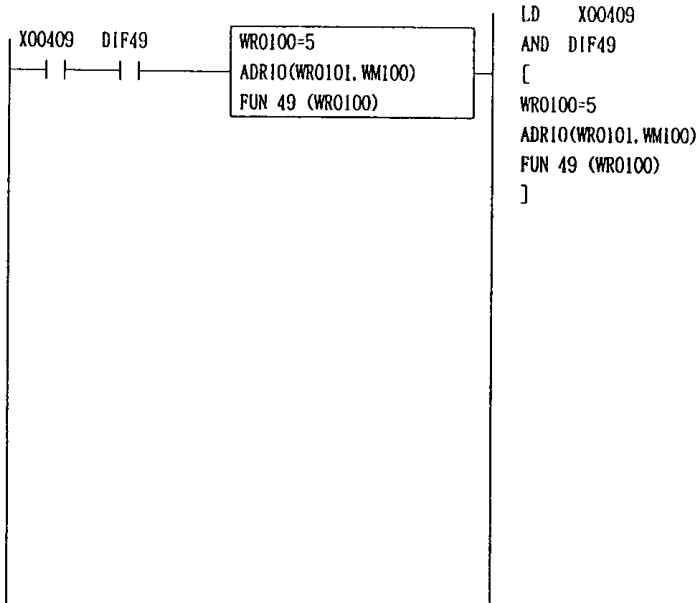 X00409 DIF49
WR0100=5
ADRIO(WR0101,WM100)
FUN 49 (WR0100)
LD X00409
AND DIF49
[
WR0100=5
ADRIO(WR0101,WM100)
FUN 49 (WR0100)
]